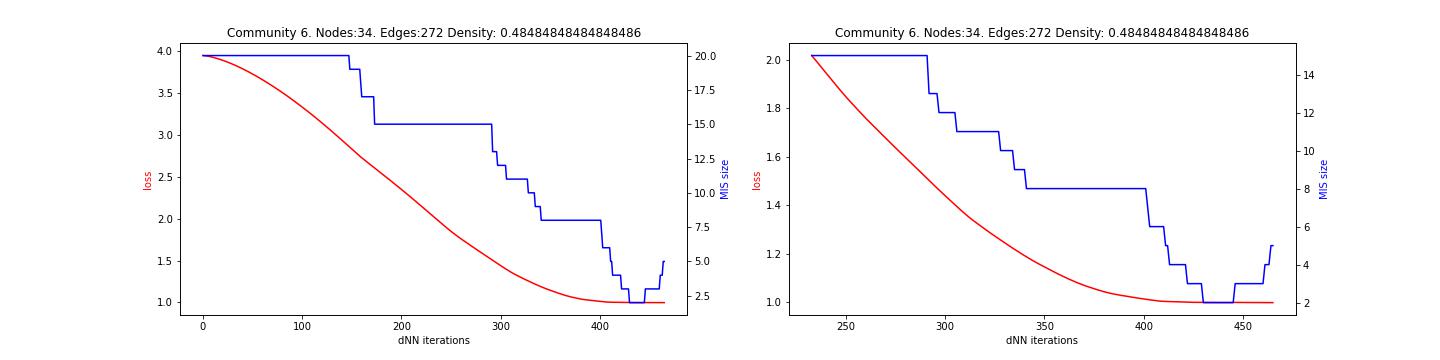 Community 6. Nodes:34. Edges:272 Density: 0.48484848484848486
4.0
3.5
3.0
2.5
2.0
1.5
1.0
loss
0 100 200 300 400
dNN iterations
20.0
17.5
15.0
12.5
10.0
7.5
5.0
2.5
MIS size
Community 6. Nodes:34. Edges:272 Density: 0.48484848484848486
2.0
1.8
1.6
1.4
1.2
1.0
loss
250 300 350 400 450
dNN iterations
14
12
10
8
6
4
2
MIS size